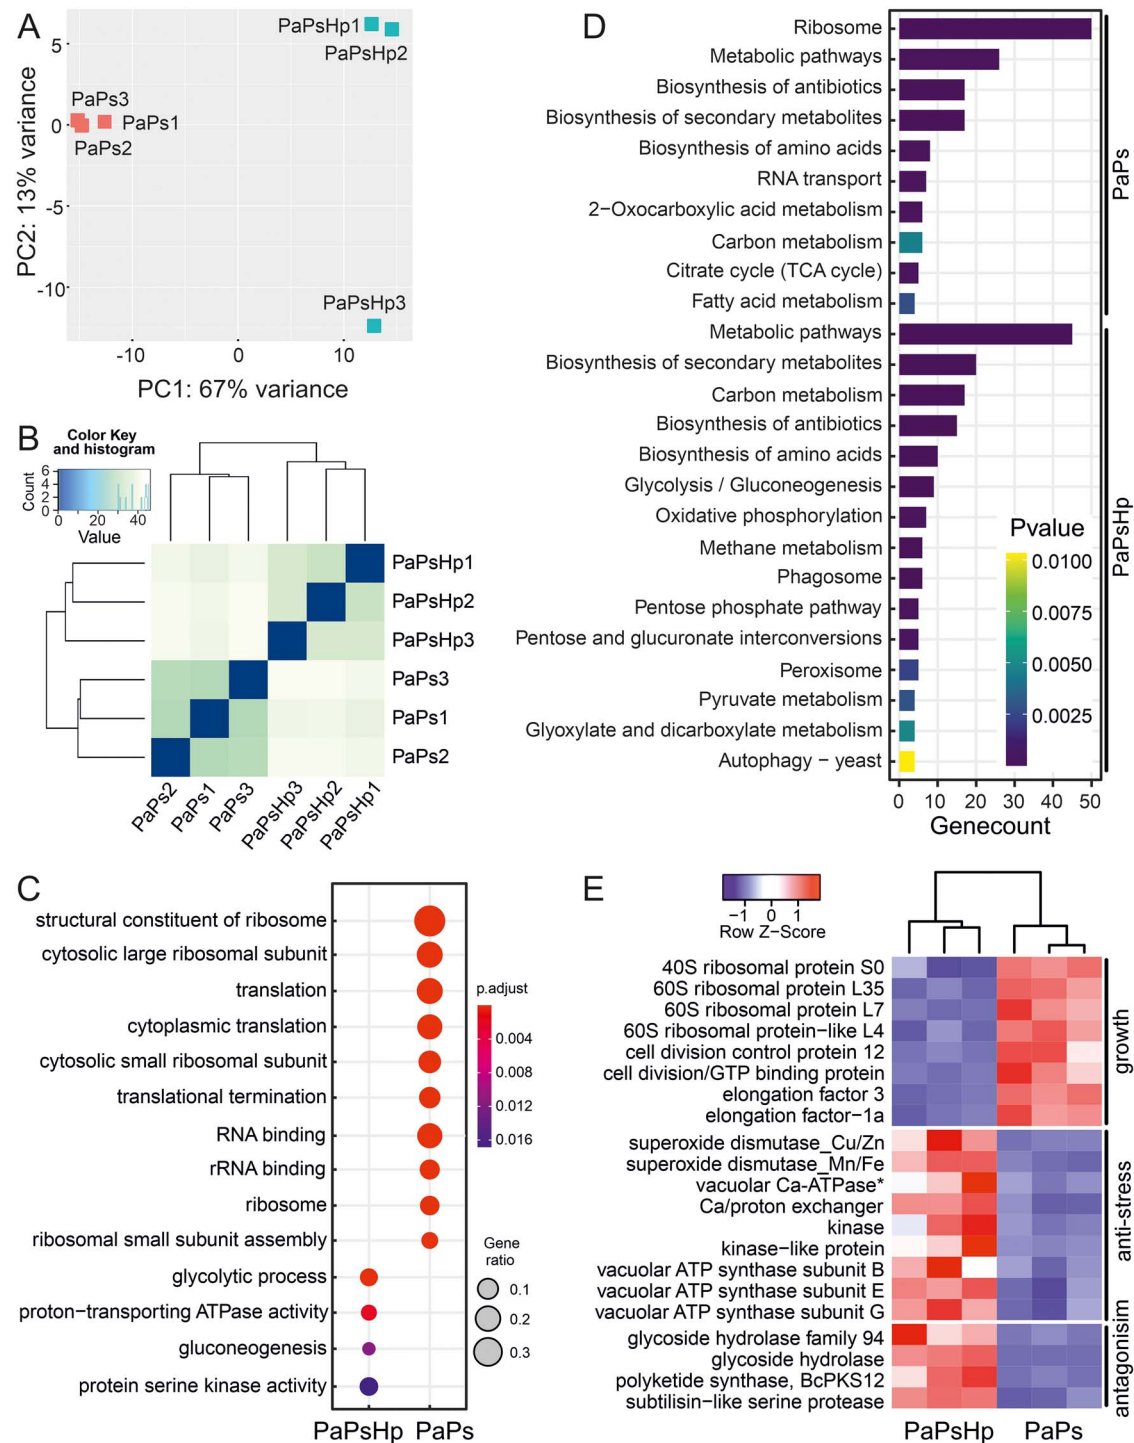 A
PaPsHp1
PaPsHp2
5
PaPs3
0
PaPs1
PaPs2
-5
-10
PaPsHp3
PC2: 13% variance
-10 0 10
PC1: 67% variance
B
Color Key
and histogram
Count
6
4
2
0
0 20 40
Value
PaPsHp1
PaPsHp2
PaPsHp3
PaPs3
PaPs1
PaPs2
PaPs2 PaPs1 PaPs3 PaPsHp3 PaPsHp2 PaPsHp1
C
structural constituent of ribosome
cytosolic large ribosomal subunit
translation
cytoplasmic translation
cytosolic small ribosomal subunit
translational termination
RNA binding
rRNA binding
ribosome
ribosomal small subunit assembly
glycolytic process
proton−transporting ATPase activity
gluconeogenesis
protein serine kinase activity
PaPsHp PaPs
p.adjust
0.004
0.008
0.012
0.016
Gene
ratio
0.1
0.2
0.3
D
Ribosome
Metabolic pathways
Biosynthesis of antibiotics
Biosynthesis of secondary metabolites
Biosynthesis of amino acids
RNA transport
2−Oxocarboxylic acid metabolism
Carbon metabolism
Citrate cycle (TCA cycle)
Fatty acid metabolism
PaPs
Metabolic pathways
Biosynthesis of secondary metabolites
Carbon metabolism
Biosynthesis of antibiotics
Biosynthesis of amino acids
Glycolysis / Gluconeogenesis
Oxidative phosphorylation
Methane metabolism
Phagosome
Pentose phosphate pathway
Pentose and glucuronate interconversions
Peroxisome
Pyruvate metabolism
Glyoxylate and dicarboxylate metabolism
Autophagy − yeast
PaPsHp
Pvalue
0.0100
0.0075
0.0050
0.0025
0 10 20 30 40 50
Genecount
E
−1 0 1
Row Z−Score
40S ribosomal protein S0
60S ribosomal protein L35
60S ribosomal protein L7
60S ribosomal protein−like L4
cell division control protein 12
cell division/GTP binding protein
elongation factor 3
elongation factor−1a
growth
superoxide dismutase_Cu/Zn
superoxide dismutase_Mn/Fe
vacuolar Ca-ATPase*
Ca/proton exchanger
kinase
kinase−like protein
vacuolar ATP synthase subunit B
vacuolar ATP synthase subunit E
vacuolar ATP synthase subunit G
anti-stress
glycoside hydrolase family 94
glycoside hydrolase
polyketide synthase, BcPKS12
subtilisin−like serine protease
antagonisim
PaPsHp PaPs